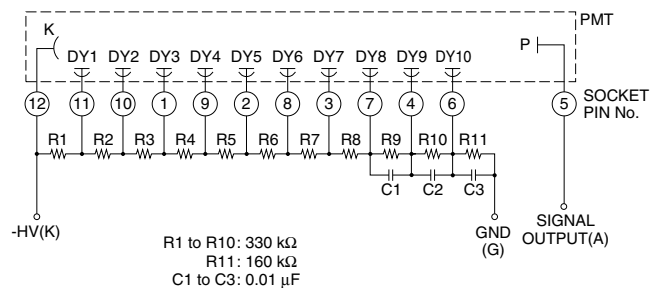 PMT
K
P
DY1 DY2 DY3 DY4 DY5 DY6 DY7 DY8 DY9 DY10
12 11 10 1 9 2 8 3 7 4 6 5
SOCKET
PIN No.
R1 R2 R3 R4 R5 R6 R7 R8 R9 R10 R11
C1 C2 C3
-HV(K)
GND
(G)
SIGNAL
OUTPUT(A)
R1 to R10: 330 kΩ
R11: 160 kΩ
C1 to C3: 0.01 µF